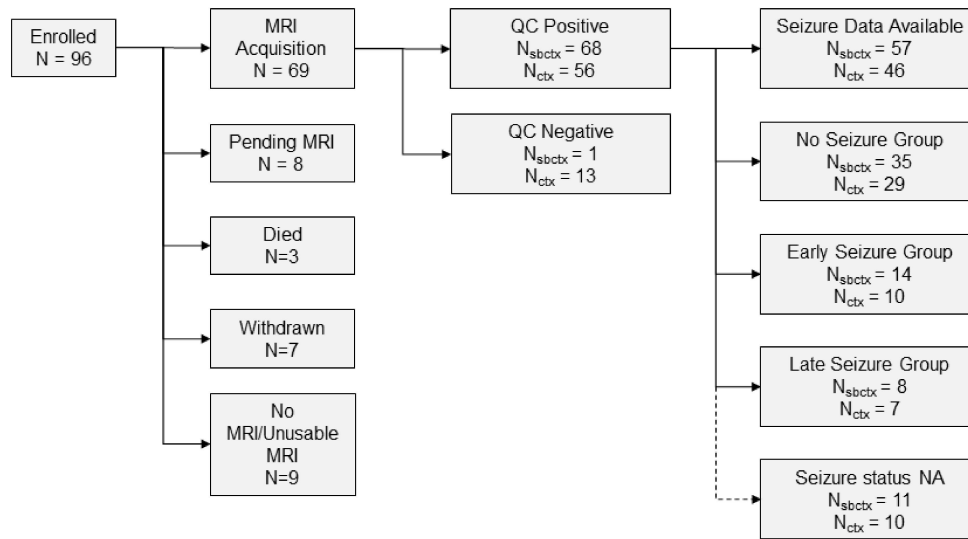 Enrolled
N = 96
MRI
Acquisition
N = 69
Pending MRI
N = 8
Died
N=3
Withdrawn
N=7
No
MRI/Unusable
MRI
N=9
QC Positive
Nsbctx = 68
Nctx = 56
QC Negative
Nsbctx = 1
Nctx = 13
Seizure Data Available
Nsbctx = 57
Nctx = 46
No Seizure Group
Nsbctx = 35
Nctx = 29
Early Seizure Group
Nsbctx = 14
Nctx = 10
Late Seizure Group
Nsbctx = 8
Nctx = 7
Seizure status NA
Nsbctx = 11
Nctx = 10